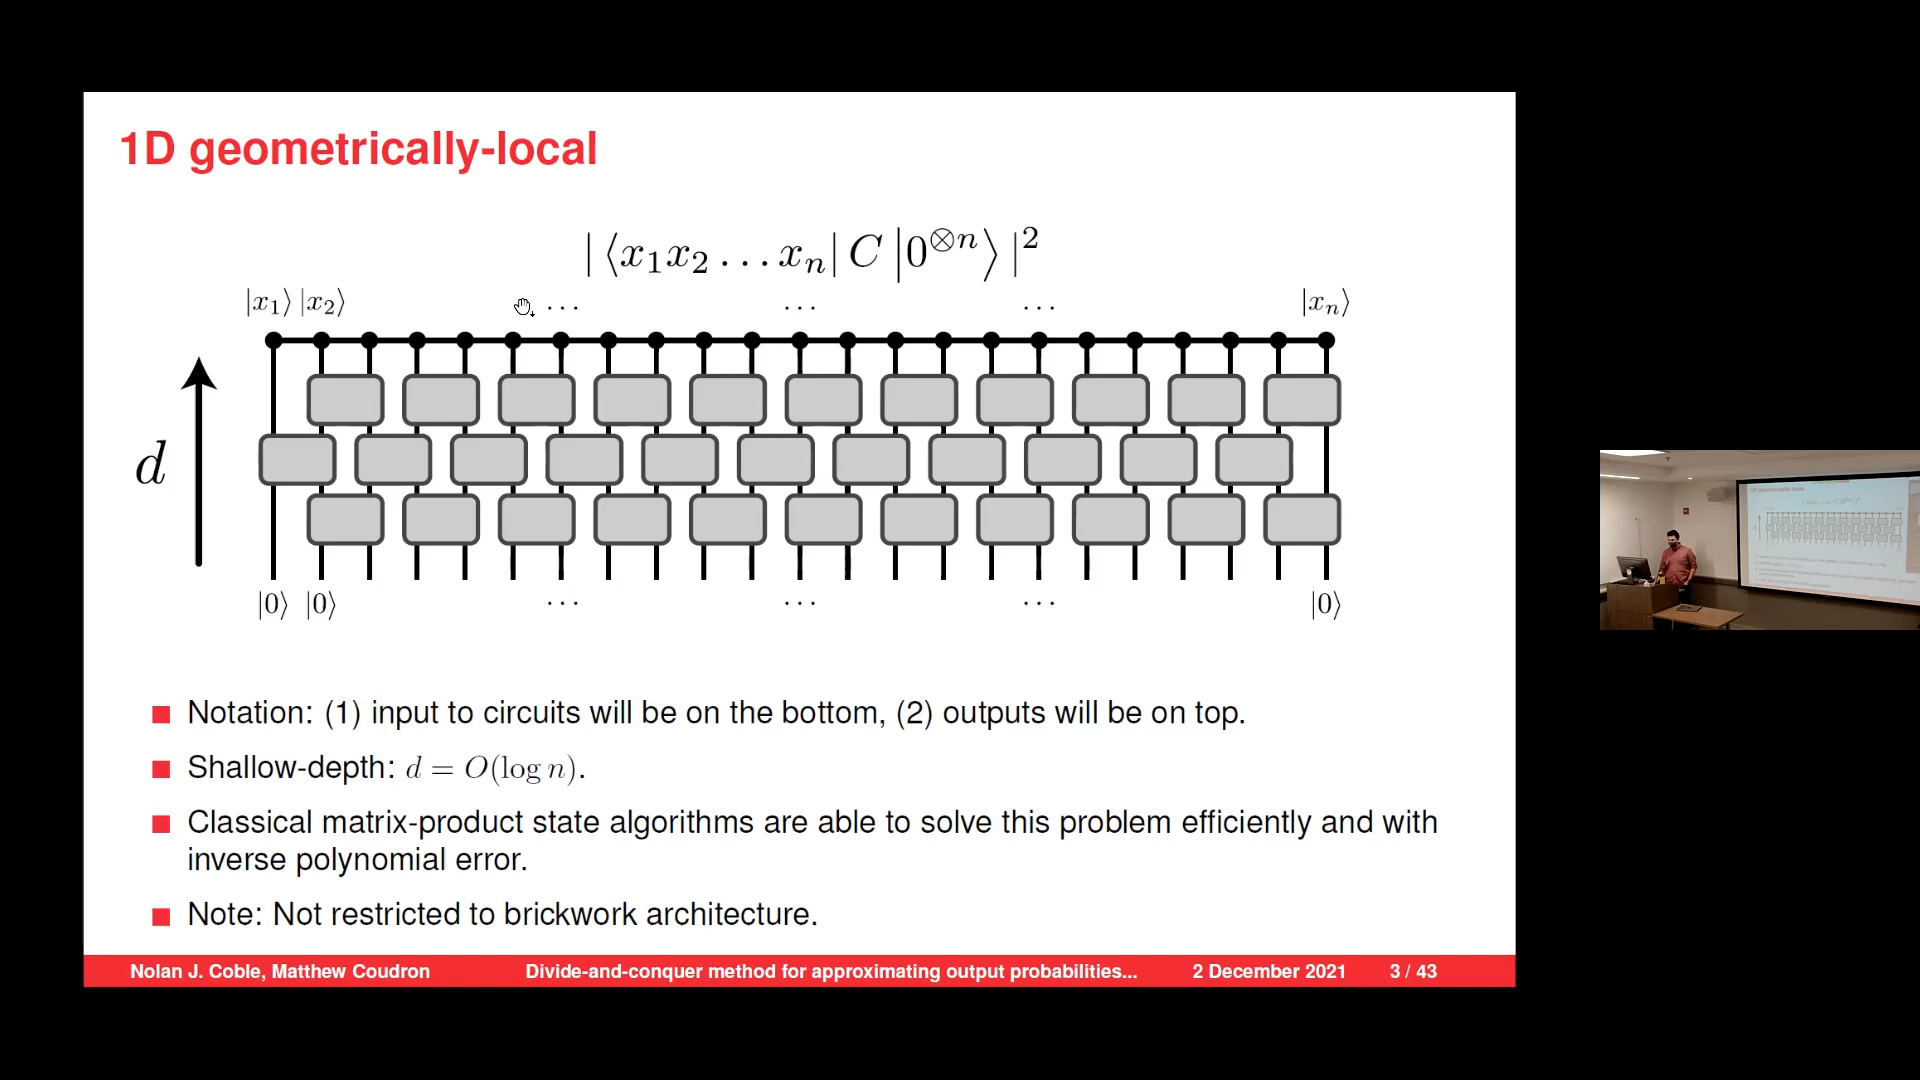 1D geometrically-local
|⟨x₁x₂ . . . xₙ| C |0^{⊗n}⟩|²
|x₁⟩ |x₂⟩ . . . . . . . . . |xₙ⟩
d
|0⟩ |0⟩ . . . . . . . . . |0⟩
Notation: (1) input to circuits will be on the bottom, (2) outputs will be on top.
Shallow-depth: d = O(log n).
Classical matrix-product state algorithms are able to solve this problem efficiently and with
inverse polynomial error.
Note: Not restricted to brickwork architecture.
Nolan J. Coble, Matthew Coudron Divide-and-conquer method for approximating output probabilities... 2 December 2021 3 / 43
1D geometrically-local